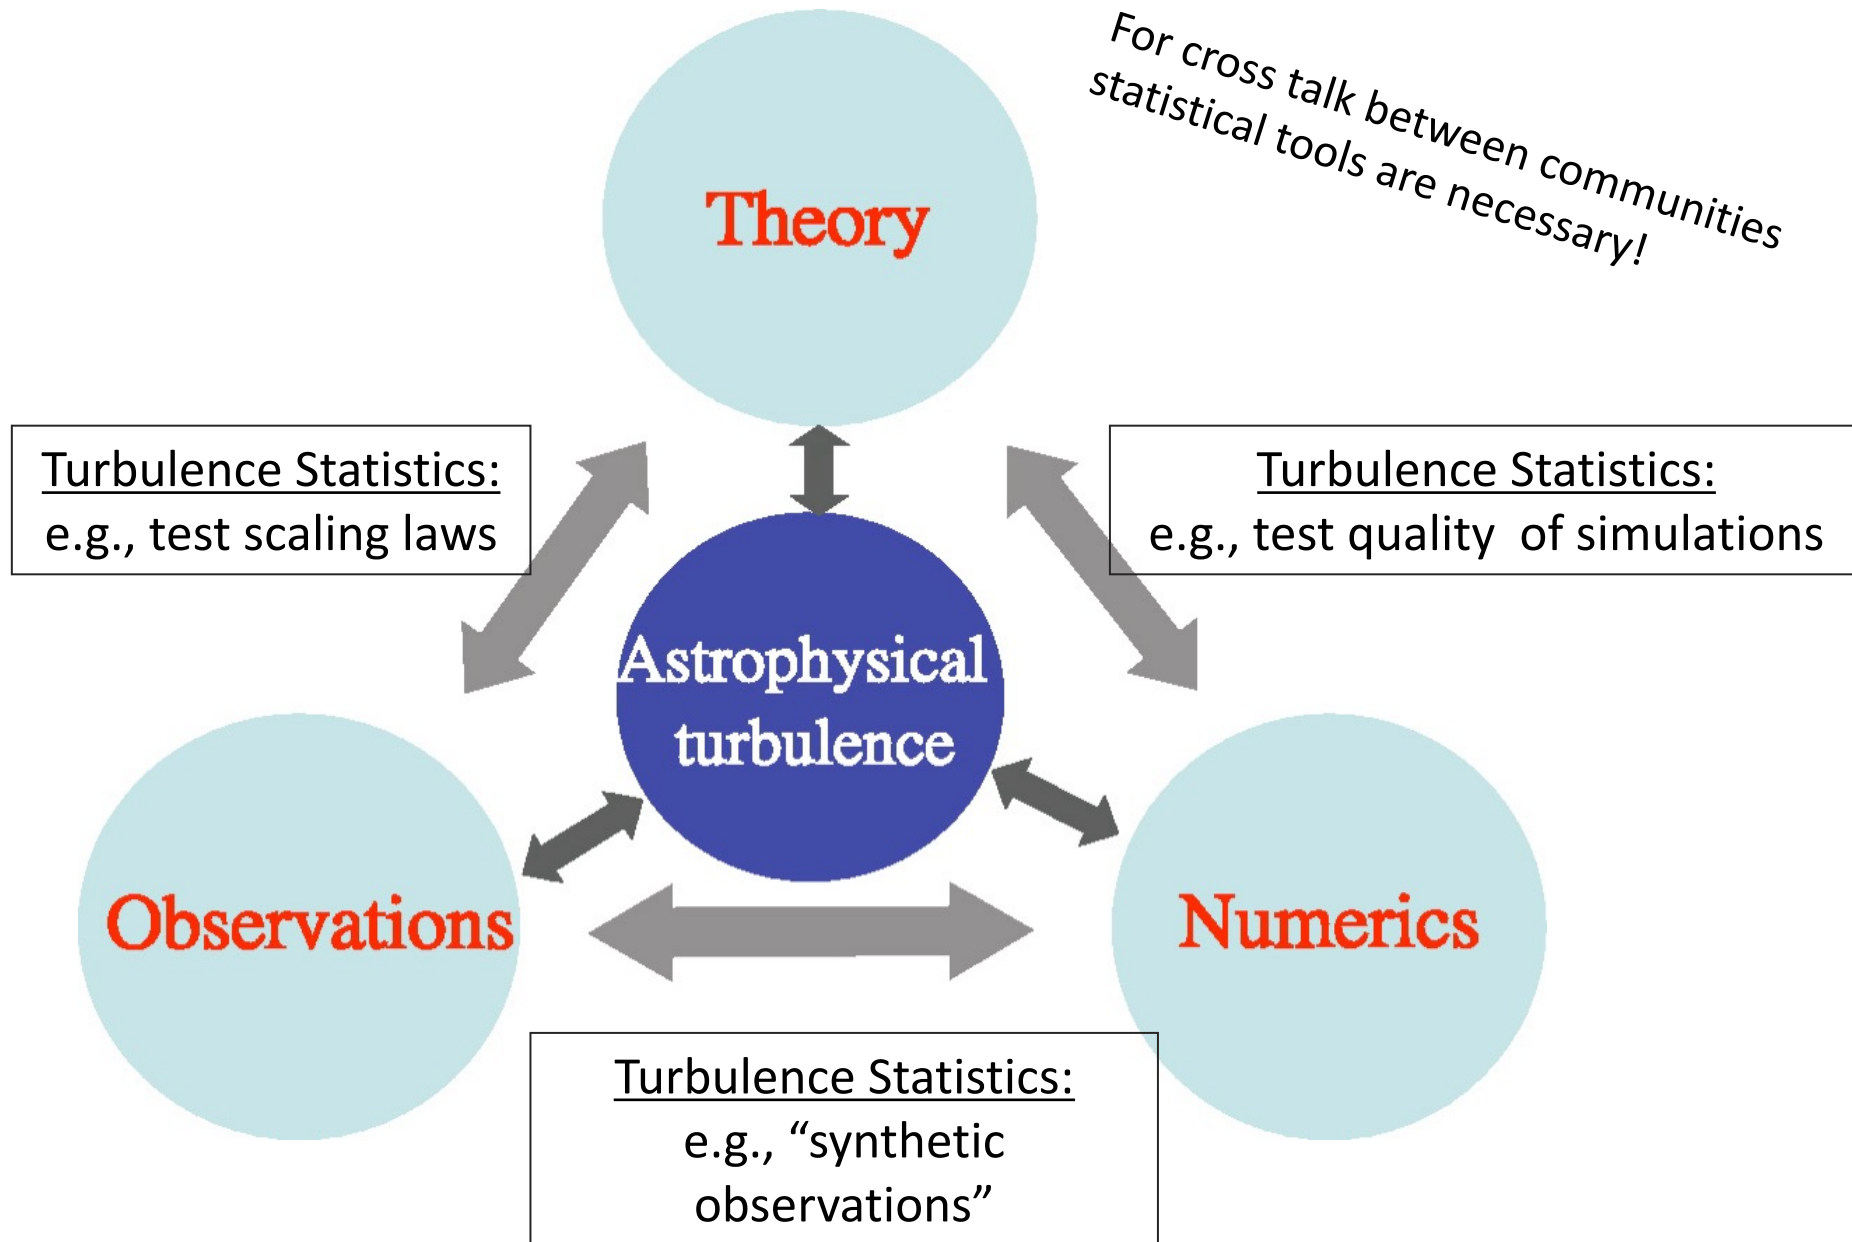 For cross talk between communities
statistical tools are necessary!
Theory
Turbulence Statistics:
e.g., test scaling laws
Turbulence Statistics:
e.g., test quality  of simulations
Astrophysical
turbulence
Observations
Numerics
Turbulence Statistics:
e.g., “synthetic
observations”